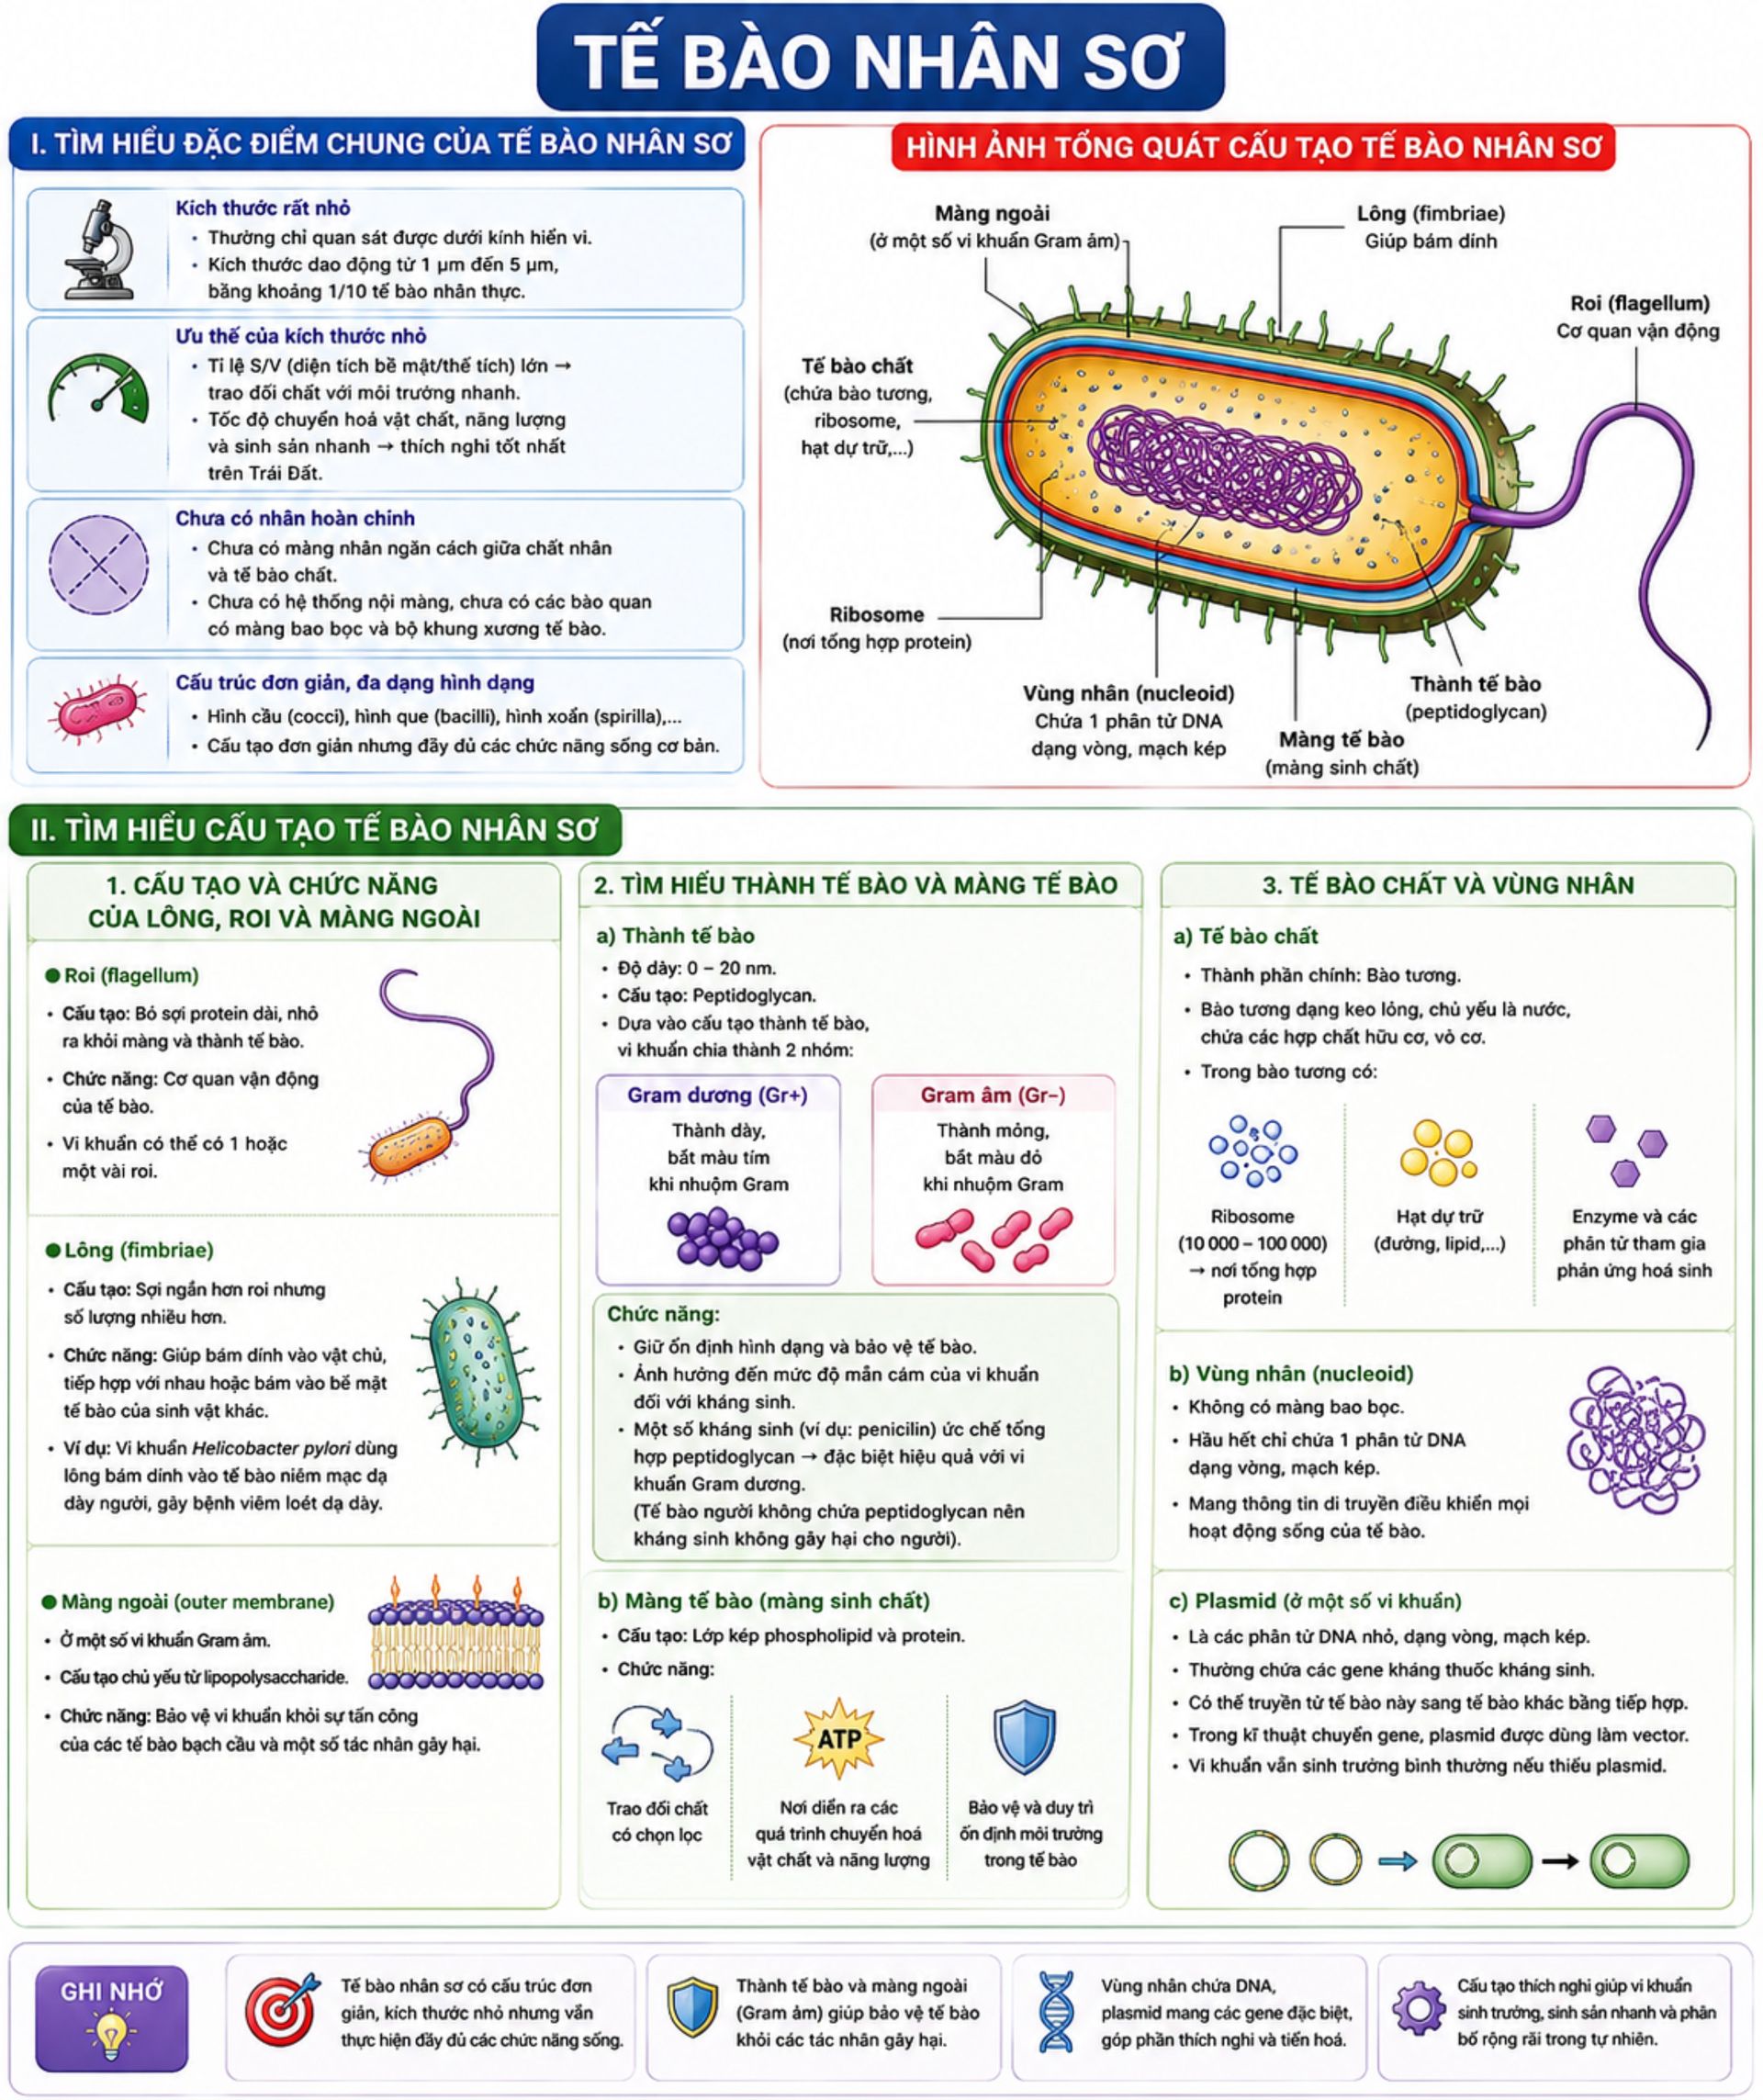 TẾ BÀO NHÂN SƠ
I. TÌM HIỂU ĐẶC ĐIỂM CHUNG CỦA TẾ BÀO NHÂN SƠ
Kích thước rất nhỏ
• Thường chỉ quan sát được dưới kính hiển vi.
• Kích thước dao động từ 1 µm đến 5 µm,
bằng khoảng 1/10 tế bào nhân thực.
Ưu thế của kích thước nhỏ
• Tỉ lệ S/V (diện tích bề mặt/thể tích) lớn →
trao đổi chất với môi trường nhanh.
• Tốc độ chuyển hoá vật chất, năng lượng
và sinh sản nhanh → thích nghi tốt nhất
trên Trái Đất.
Chưa có nhân hoàn chỉnh
• Chưa có màng nhân ngăn cách giữa chất nhân
và tế bào chất.
• Chưa có hệ thống nội màng, chưa có các bào quan
có màng bao bọc và bộ khung xương tế bào.
Cấu trúc đơn giản, đa dạng hình dạng
• Hình cầu (cocci), hình que (bacilli), hình xoắn (spirilla),...
• Cấu tạo đơn giản nhưng đầy đủ các chức năng sống cơ bản.
HÌNH ẢNH TỔNG QUÁT CẤU TẠO TẾ BÀO NHÂN SƠ
Màng ngoài
(ở một số vi khuẩn Gram âm)
Lông (fimbriae)
Giúp bám dính
Roi (flagellum)
Cơ quan vận động
Tế bào chất
(chứa bào tương,
ribosome,
hạt dự trữ,...)
Ribosome
(nơi tổng hợp protein)
Vùng nhân (nucleoid)
Chứa 1 phân tử DNA
dạng vòng, mạch kép
Màng tế bào
(màng sinh chất)
Thành tế bào
(peptidoglycan)
II. TÌM HIỂU CẤU TẠO TẾ BÀO NHÂN SƠ
1. CẤU TẠO VÀ CHỨC NĂNG
CỦA LÔNG, ROI VÀ MÀNG NGOÀI
● Roi (flagellum)
• Cấu tạo: Bó sợi protein dài, nhô
ra khỏi màng và thành tế bào.
• Chức năng: Cơ quan vận động
của tế bào.
• Vi khuẩn có thể có 1 hoặc
một vài roi.
● Lông (fimbriae)
• Cấu tạo: Sợi ngắn hơn roi nhưng
số lượng nhiều hơn.
• Chức năng: Giúp bám dính vào vật chủ,
tiếp hợp với nhau hoặc bám vào bề mặt
tế bào của sinh vật khác.
• Ví dụ: Vi khuẩn Helicobacter pylori dùng
lông bám dính vào tế bào niêm mạc dạ
dày người, gây bệnh viêm loét dạ dày.
● Màng ngoài (outer membrane)
• Ở một số vi khuẩn Gram âm.
• Cấu tạo chủ yếu từ lipopolysaccharide.
• Chức năng: Bảo vệ vi khuẩn khỏi sự tấn công
của các tế bào bạch cầu và một số tác nhân gây hại.
2. TÌM HIỂU THÀNH TẾ BÀO VÀ MÀNG TẾ BÀO
a) Thành tế bào
• Độ dày: 0 – 20 nm.
• Cấu tạo: Peptidoglycan.
• Dựa vào cấu tạo thành tế bào,
vi khuẩn chia thành 2 nhóm:
Gram dương (Gr+)
Thành dày,
bắt màu tím
khi nhuộm Gram
Gram âm (Gr–)
Thành mỏng,
bắt màu đỏ
khi nhuộm Gram
Chức năng:
• Giữ ổn định hình dạng và bảo vệ tế bào.
• Ảnh hưởng đến mức độ mẫn cảm của vi khuẩn
đối với kháng sinh.
• Một số kháng sinh (ví dụ: penicilin) ức chế tổng
hợp peptidoglycan → đặc biệt hiệu quả với vi
khuẩn Gram dương.
(Tế bào người không chứa peptidoglycan nên
kháng sinh không gây hại cho người).
b) Màng tế bào (màng sinh chất)
• Cấu tạo: Lớp kép phospholipid và protein.
• Chức năng:
Trao đổi chất
có chọn lọc
ATP
Nơi diễn ra các
quá trình chuyển hoá
vật chất và năng lượng
Bảo vệ và duy trì
ổn định môi trường
trong tế bào
3. TẾ BÀO CHẤT VÀ VÙNG NHÂN
a) Tế bào chất
• Thành phần chính: Bào tương.
• Bào tương dạng keo lỏng, chủ yếu là nước,
chứa các hợp chất hữu cơ, vô cơ.
• Trong bào tương có:
Ribosome
(10 000 – 100 000)
→ nơi tổng hợp
protein
Hạt dự trữ
(đường, lipid,...)
Enzyme và các
phân tử tham gia
phản ứng hoá sinh
b) Vùng nhân (nucleoid)
• Không có màng bao bọc.
• Hầu hết chỉ chứa 1 phân tử DNA
dạng vòng, mạch kép.
• Mang thông tin di truyền điều khiển mọi
hoạt động sống của tế bào.
c) Plasmid (ở một số vi khuẩn)
• Là các phân tử DNA nhỏ, dạng vòng, mạch kép.
• Thường chứa các gene kháng thuốc kháng sinh.
• Có thể truyền từ tế bào này sang tế bào khác bằng tiếp hợp.
• Trong kĩ thuật chuyển gene, plasmid được dùng làm vector.
• Vi khuẩn vẫn sinh trưởng bình thường nếu thiếu plasmid.
GHI NHỚ
Tế bào nhân sơ có cấu trúc đơn
giản, kích thước nhỏ nhưng vẫn
thực hiện đầy đủ các chức năng sống.
Thành tế bào và màng ngoài
(Gram âm) giúp bảo vệ tế bào
khỏi các tác nhân gây hại.
Vùng nhân chứa DNA,
plasmid mang các gene đặc biệt,
góp phần thích nghi và tiến hoá.
Cấu tạo thích nghi giúp vi khuẩn
sinh trưởng, sinh sản nhanh và phân
bố rộng rãi trong tự nhiên.